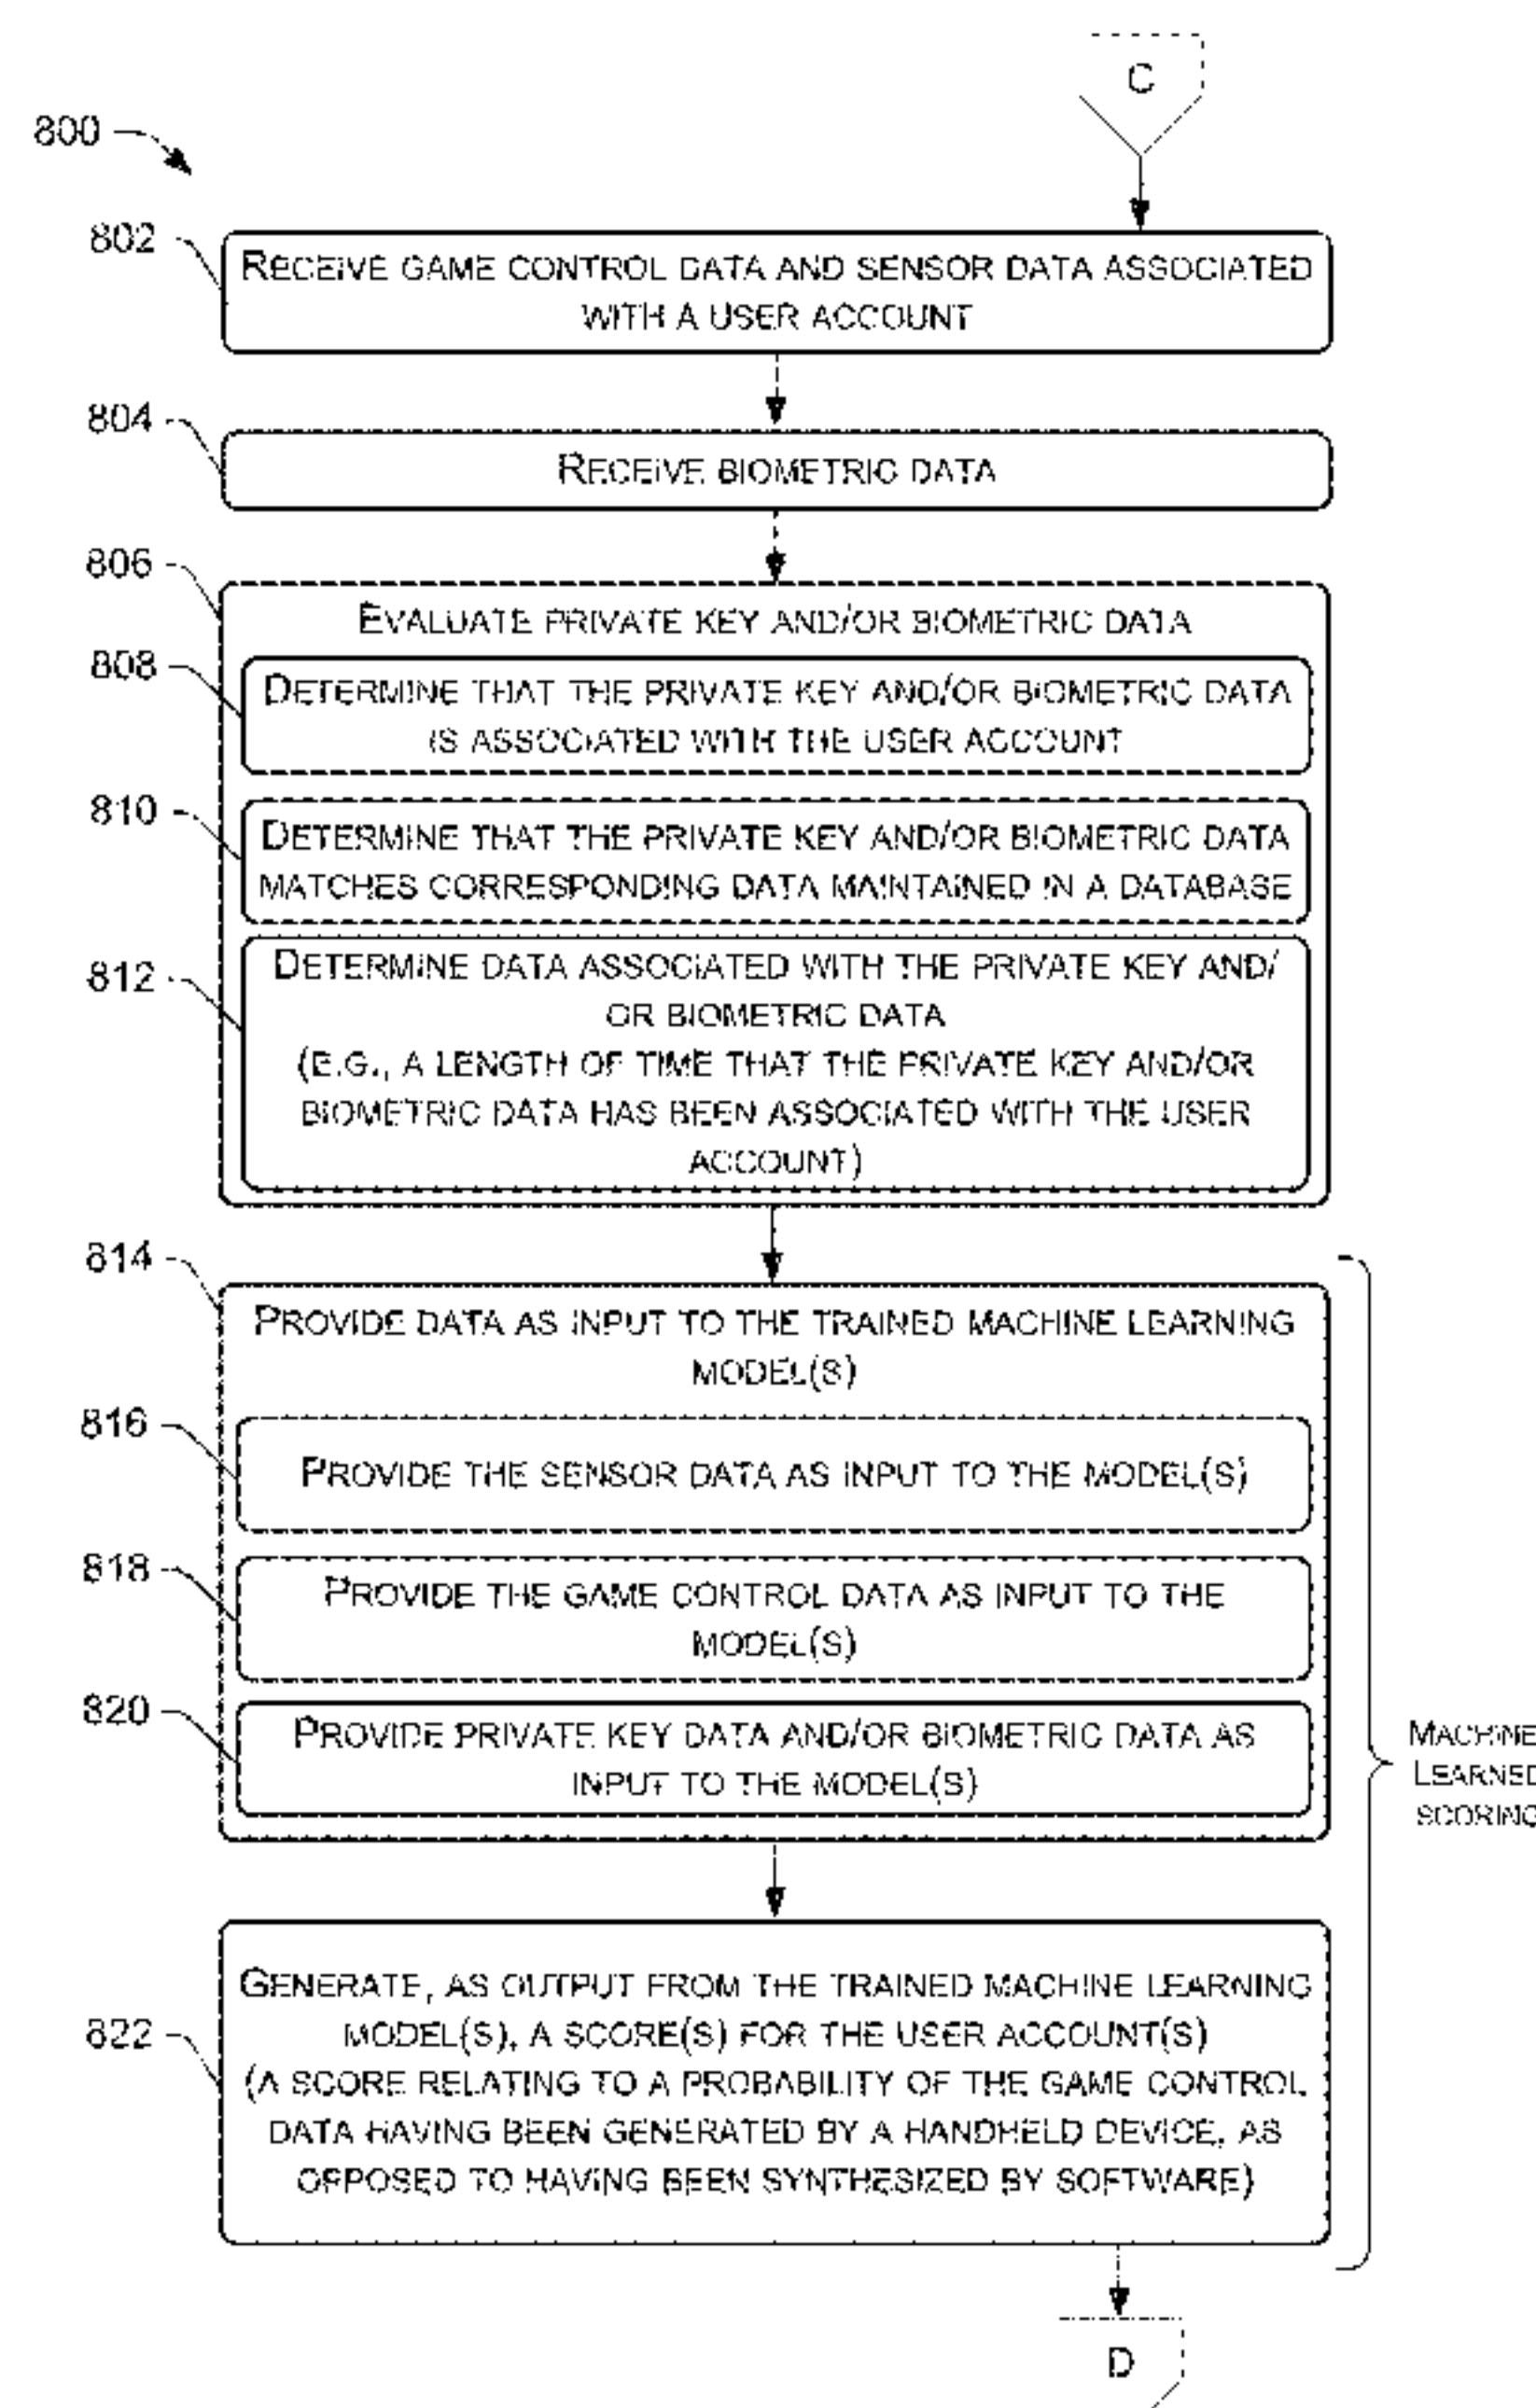 C
800
802
RECEIVE GAME CONTROL DATA AND SENSOR DATA ASSOCIATED
WITH A USER ACCOUNT
804
RECEIVE BIOMETRIC DATA
806
EVALUATE PRIVATE KEY AND/OR BIOMETRIC DATA
808
DETERMINE THAT THE PRIVATE KEY AND/OR BIOMETRIC DATA
IS ASSOCIATED WITH THE USER ACCOUNT
810
DETERMINE THAT THE PRIVATE KEY AND/OR BIOMETRIC DATA
MATCHES CORRESPONDING DATA MAINTAINED IN A DATABASE
812
DETERMINE DATA ASSOCIATED WITH THE PRIVATE KEY AND/
OR BIOMETRIC DATA
(E.G., A LENGTH OF TIME THAT THE PRIVATE KEY AND/OR
BIOMETRIC DATA HAS BEEN ASSOCIATED WITH THE USER
ACCOUNT)
814
PROVIDE DATA AS INPUT TO THE TRAINED MACHINE LEARNING
MODEL(S)
816
PROVIDE THE SENSOR DATA AS INPUT TO THE MODEL(S)
818
PROVIDE THE GAME CONTROL DATA AS INPUT TO THE
MODEL(S)
820
PROVIDE PRIVATE KEY DATA AND/OR BIOMETRIC DATA AS
INPUT TO THE MODEL(S)
MACHINE
LEARNED
SCORING
822
GENERATE, AS OUTPUT FROM THE TRAINED MACHINE LEARNING
MODEL(S), A SCORE(S) FOR THE USER ACCOUNT(S)
(A SCORE RELATING TO A PROBABILITY OF THE GAME CONTROL
DATA HAVING BEEN GENERATED BY A HANDHELD DEVICE, AS
OPPOSED TO HAVING BEEN SYNTHESIZED BY SOFTWARE)
D